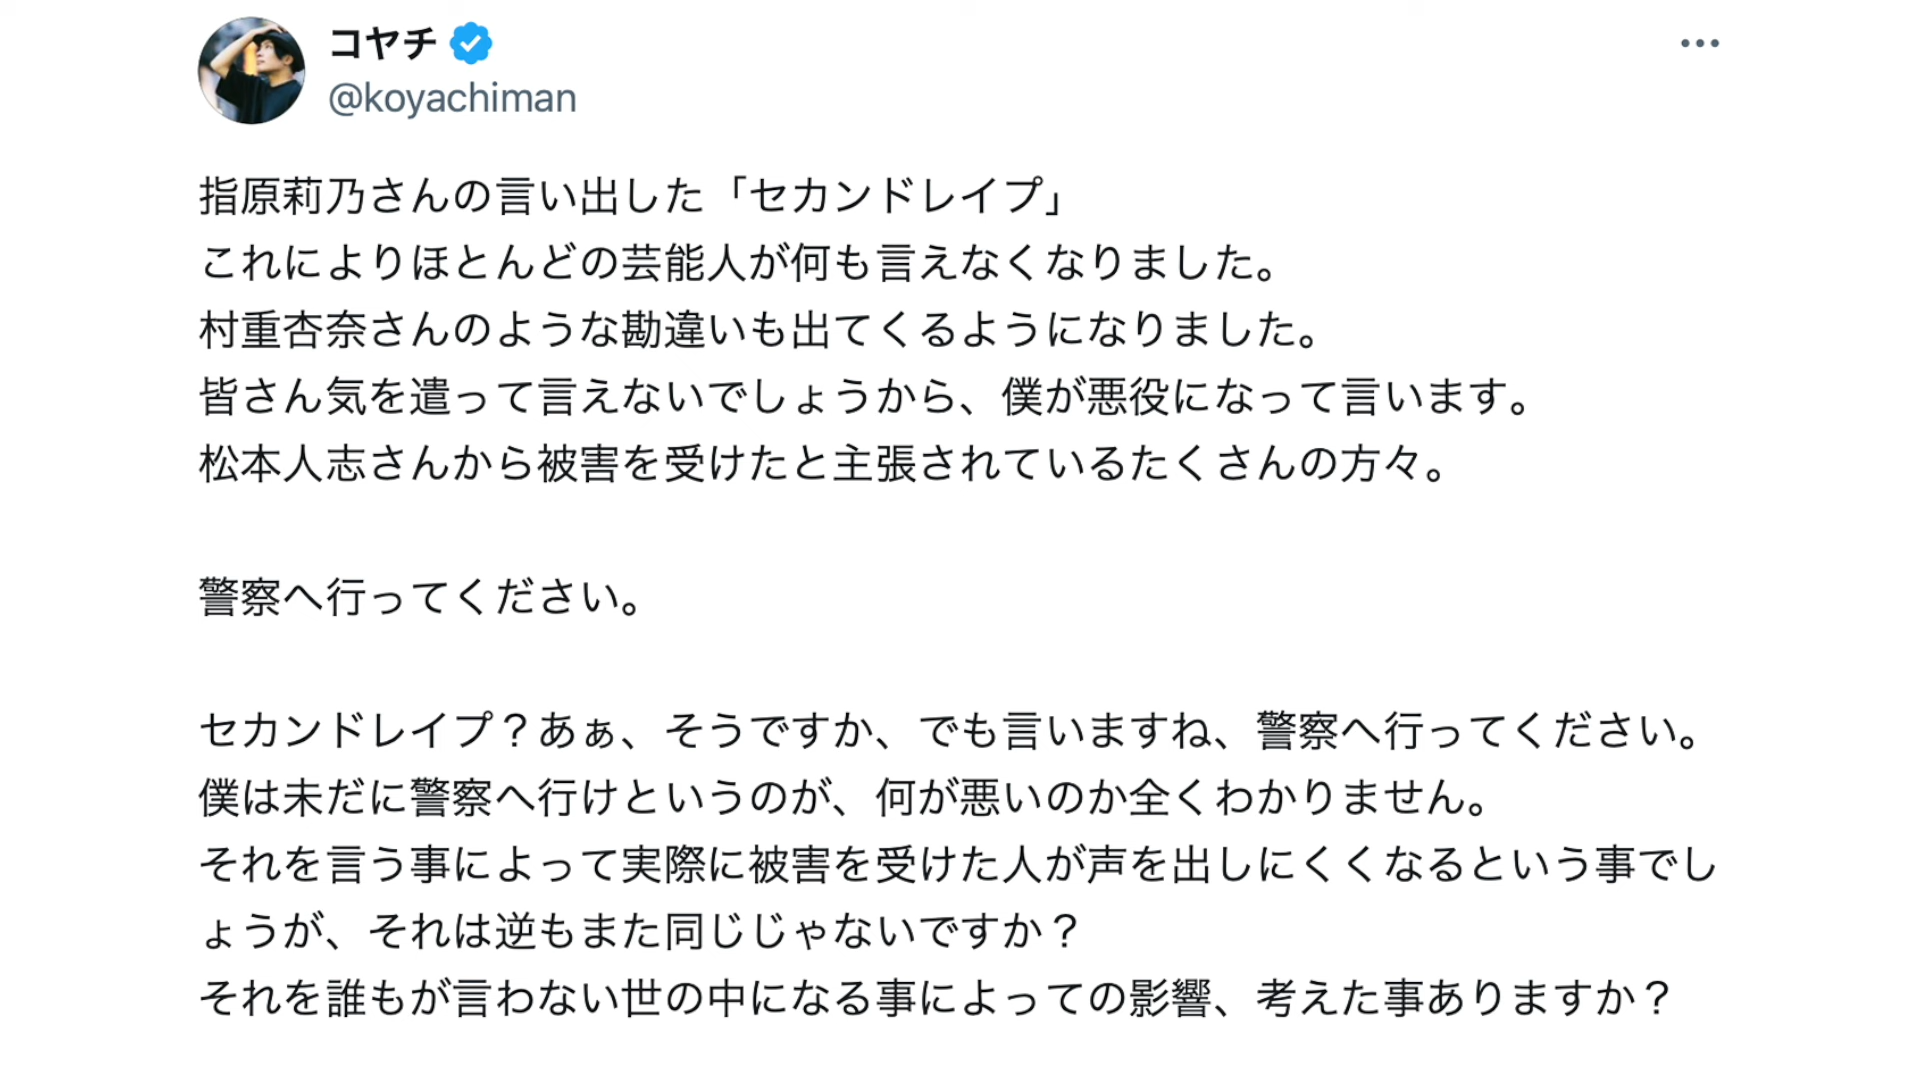 コヤチ
@koyachiman
指原莉乃さんの言い出した「セカンドレイプ」
これによりほとんどの芸能人が何も言えなくなりました。
村重杏奈さんのような勘違いも出てくるようになりました。
皆さん気を遣って言えないでしょうから、僕が悪役になって言います。
松本人志さんから被害を受けたと主張されているたくさんの方々。
警察へ行ってください。
セカンドレイプ？あぁ、そうですか、でも言いますね、警察へ行ってください。
僕は未だに警察へ行けというのが、何が悪いのか全くわかりません。
それを言う事によって実際に被害を受けた人が声を出しにくくなるという事でし
ょうが、それは逆もまた同じじゃないですか？
それを誰もが言わない世の中になる事によっての影響、考えた事ありますか？